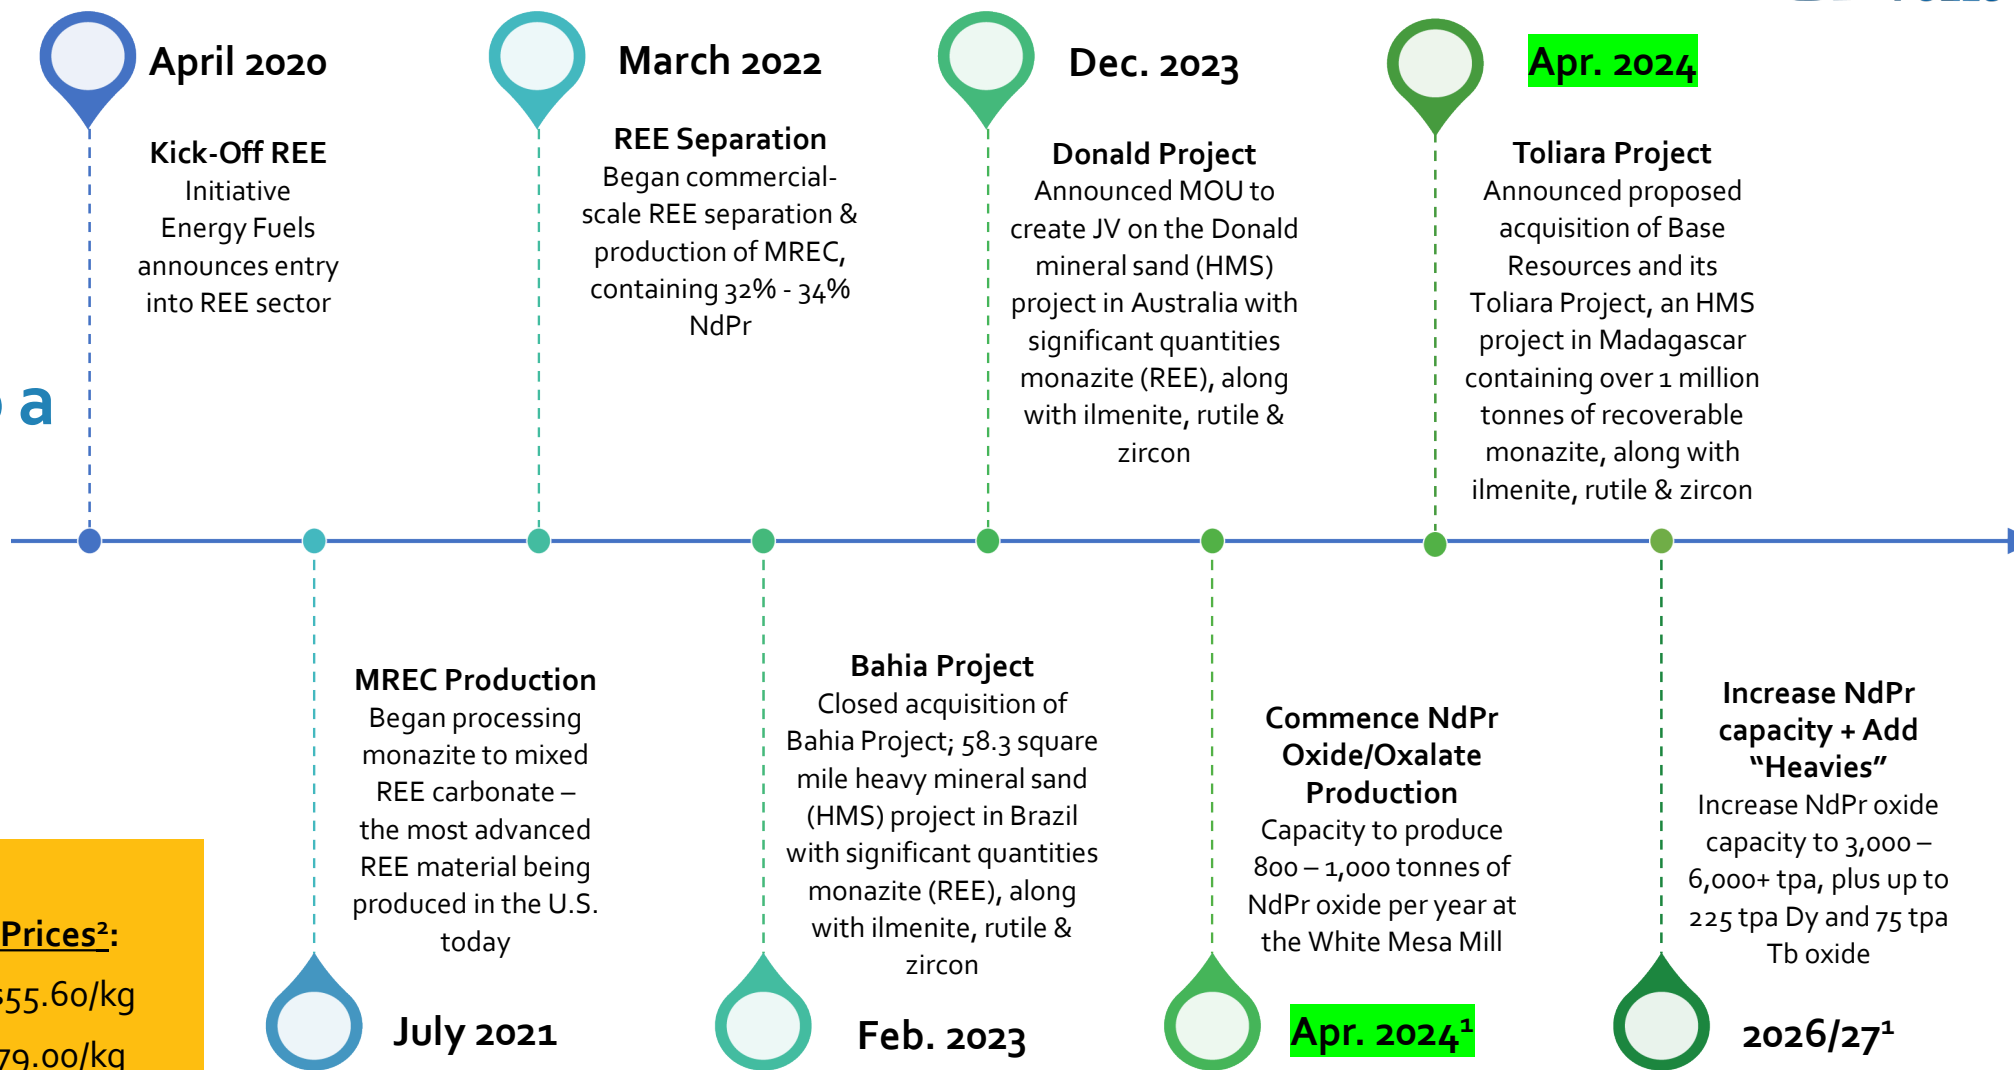 April 2020
Kick-Off REE
Initiative
Energy Fuels
announces entry
into REE sector
March 2022
REE Separation
Began commercial-
scale REE separation &
production of MREC,
containing 32% - 34%
NdPr
Dec. 2023
Donald Project
Announced MOU to
create JV on the Donald
mineral sand (HMS)
project in Australia with
significant quantities
monazite (REE), along
with ilmenite, rutile &
zircon
Apr. 2024
Toliara Project
Announced proposed
acquisition of Base
Resources and its
Toliara Project, an HMS
project in Madagascar
containing over 1 million
tonnes of recoverable
monazite, along with
ilmenite, rutile & zircon
a
MREC Production
Began processing
monazite to mixed
REE carbonate –
the most advanced
REE material being
produced in the U.S.
today
July 2021
Bahia Project
Closed acquisition of
Bahia Project; 58.3 square
mile heavy mineral sand
(HMS) project in Brazil
with significant quantities
monazite (REE), along
with ilmenite, rutile &
zircon
Feb. 2023
Commence NdPr
Oxide/Oxalate
Production
Capacity to produce
800 – 1,000 tonnes of
NdPr oxide per year at
the White Mesa Mill
Apr. 2024¹
Increase NdPr
capacity + Add
“Heavies”
Increase NdPr oxide
capacity to 3,000 –
6,000+ tpa, plus up to
225 tpa Dy and 75 tpa
Tb oxide
2026/27¹
Prices²:
$55.60/kg
79.00/kg